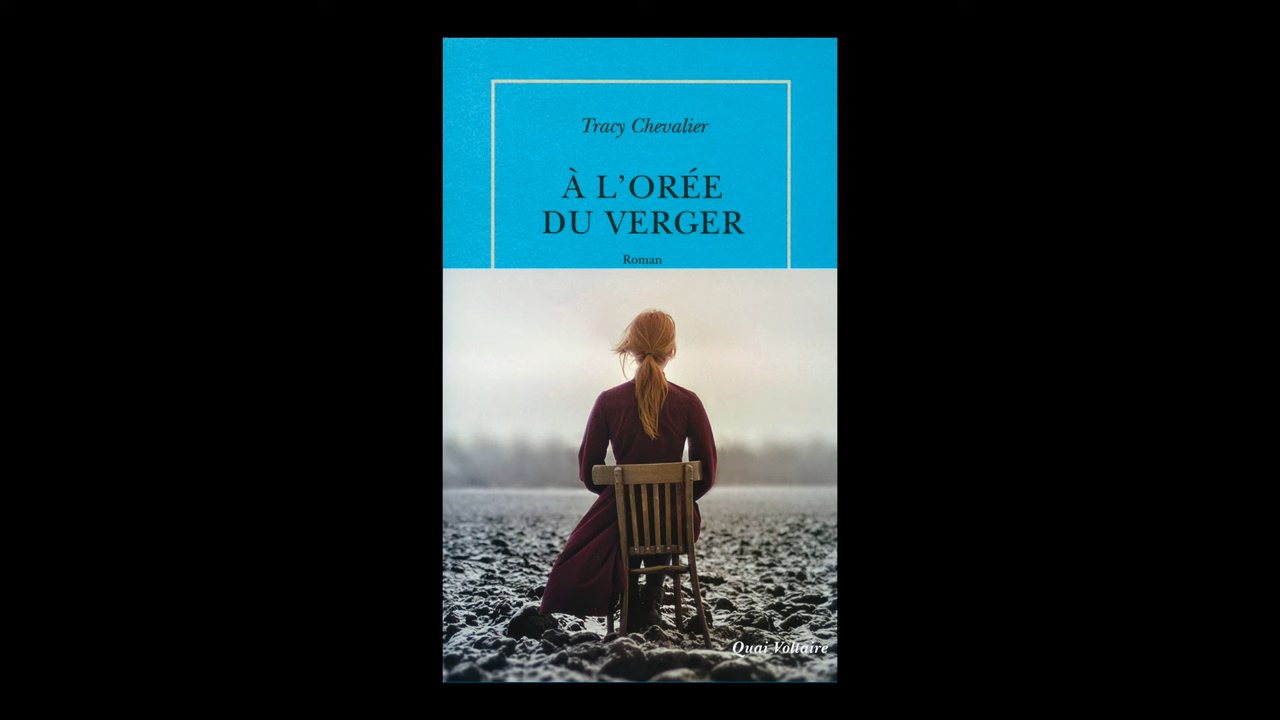 Tracy Chevalier
À L’ORÉE
DU VERGER
Roman
Quai Voltaire